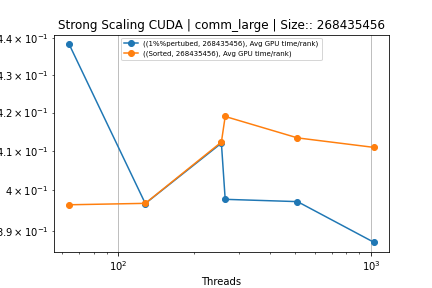 Strong Scaling CUDA | comm_large | Size:: 268435456
((1%%pertubed, 268435456), Avg GPU time/rank)
((Sorted, 268435456), Avg GPU time/rank)
.4 × 10⁻¹
4.3 × 10⁻¹
4.2 × 10⁻¹
4.1 × 10⁻¹
4 × 10⁻¹
3.9 × 10⁻¹
10²
10³
Threads